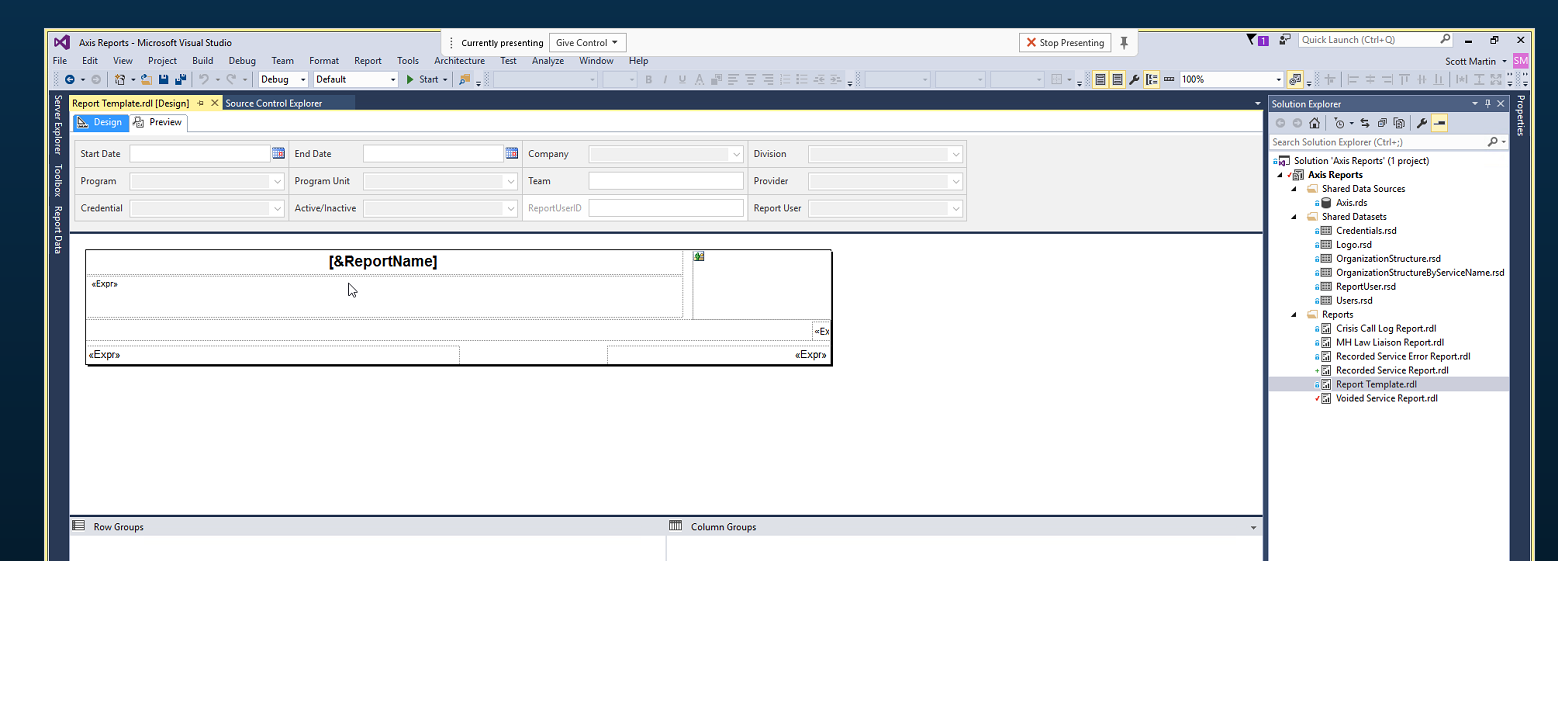 Axis Reports - Microsoft Visual Studio
Currently presenting
Give Control
Stop Presenting
1
Quick Launch (Ctrl+Q)
File Edit View Project Build Debug Team Format Report Tools Architecture Test Analyze Window Help
Scott Martin SM
Debug Default Start 100%
Report Template.rdl [Design] Source Control Explorer
Design Preview
Server Explorer
Toolbox
Report Data
Start Date End Date Company Division
Program Program Unit Team Provider
Credential Active/Inactive ReportUserID Report User
[&ReportName]
«Expr»
«Ex
«Expr» «Expr»
Row Groups Column Groups
Solution Explorer
Search Solution Explorer (Ctrl+;)
Solution 'Axis Reports' (1 project)
Axis Reports
Shared Data Sources
Axis.rds
Shared Datasets
Credentials.rsd
Logo.rsd
OrganizationStructure.rsd
OrganizationStructureByServiceName.rsd
ReportUser.rsd
Users.rsd
Reports
Crisis Call Log Report.rdl
MH Law Liaison Report.rdl
Recorded Service Error Report.rdl
Recorded Service Report.rdl
Report Template.rdl
Voided Service Report.rdl
Properties